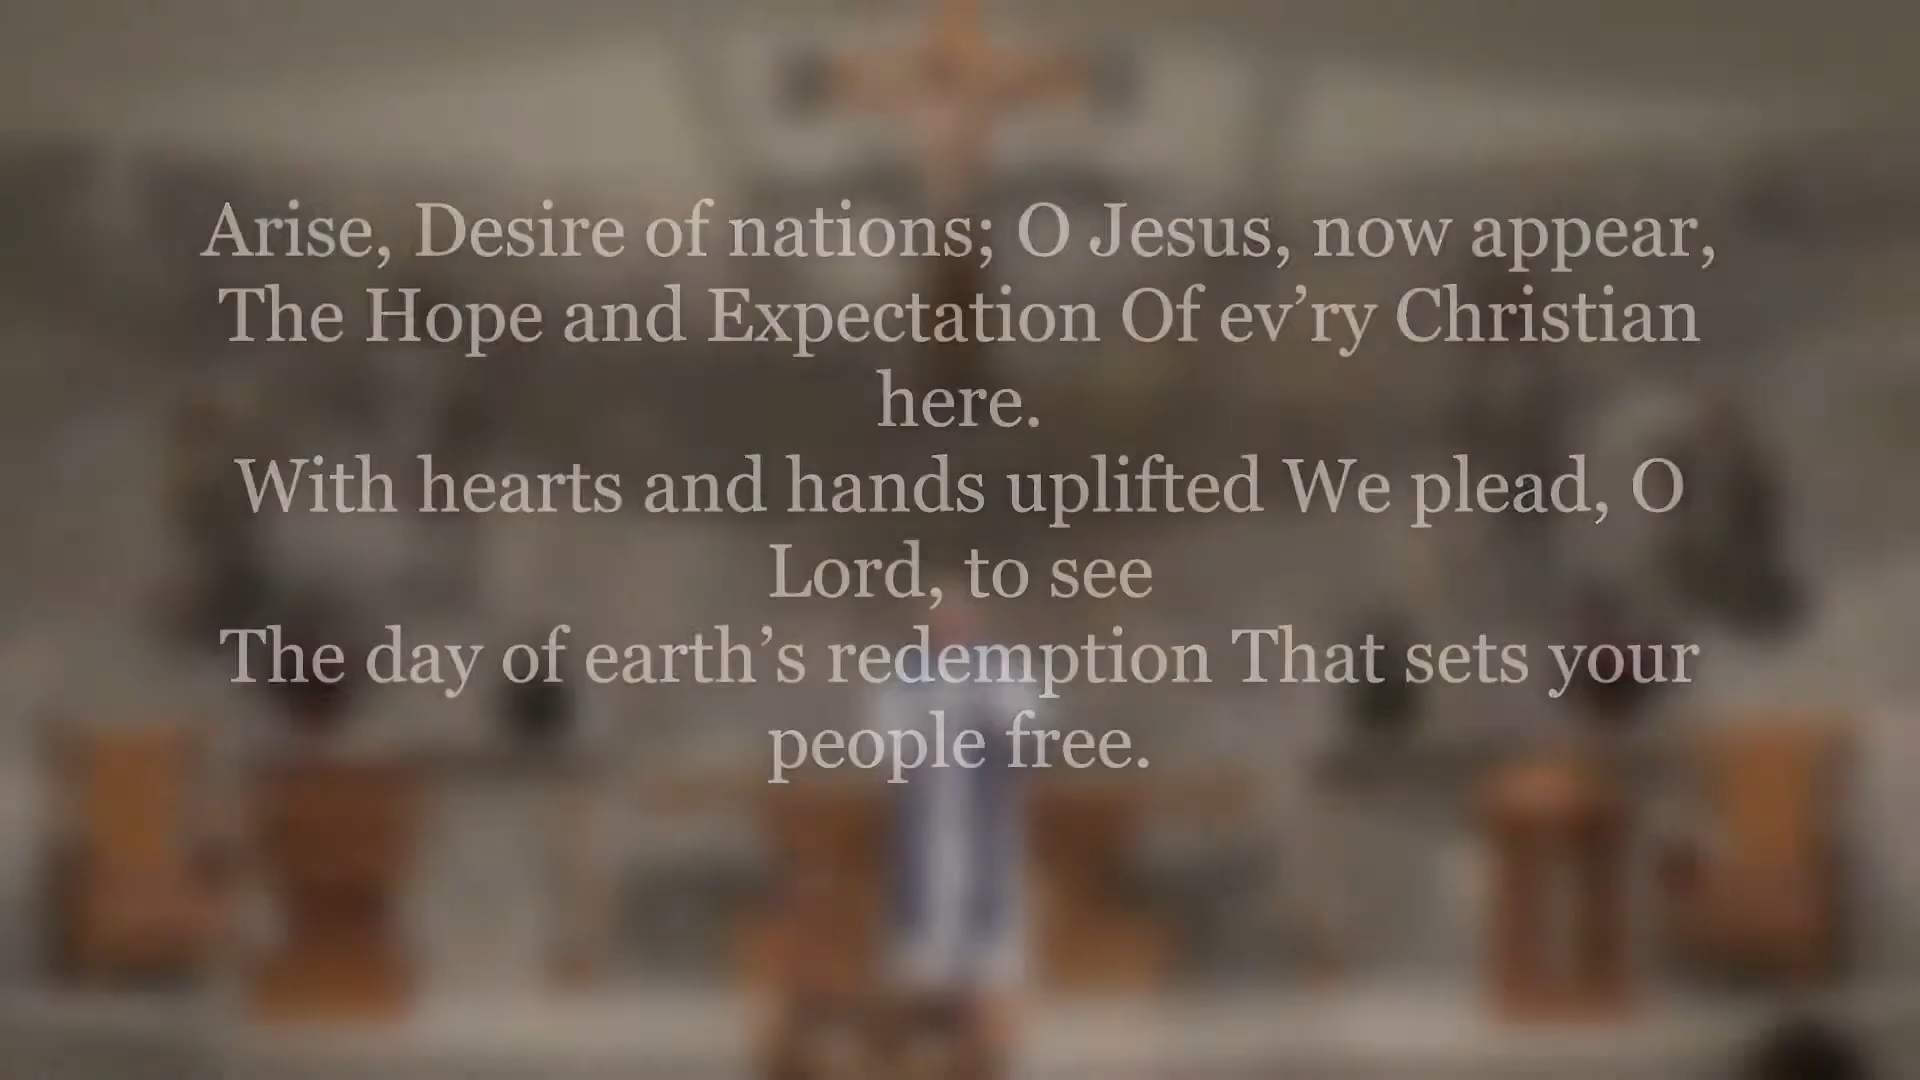 Arise, Desire of nations; O Jesus, now appear,
The Hope and Expectation Of ev’ry Christian
here.
With hearts and hands uplifted We plead, O
Lord, to see
The day of earth’s redemption That sets your
people free.